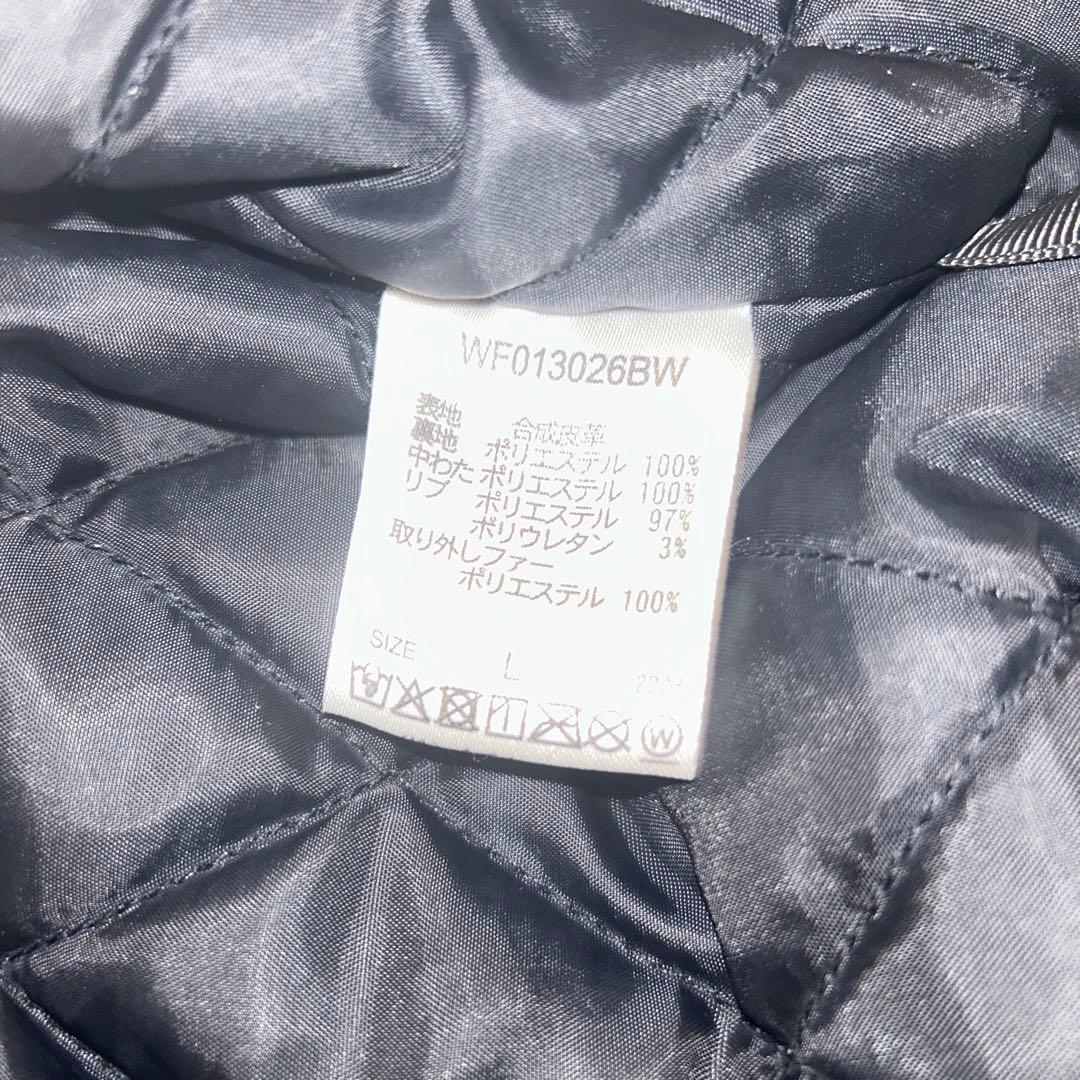 WF013026BW
表地 合成皮革
裏地 ポリエステル 100%
中わた ポリエステル 100%
リブ ポリエステル 97%
ポリウレタン 3%
取り外しファー
ポリエステル 100%
SIZE L
W